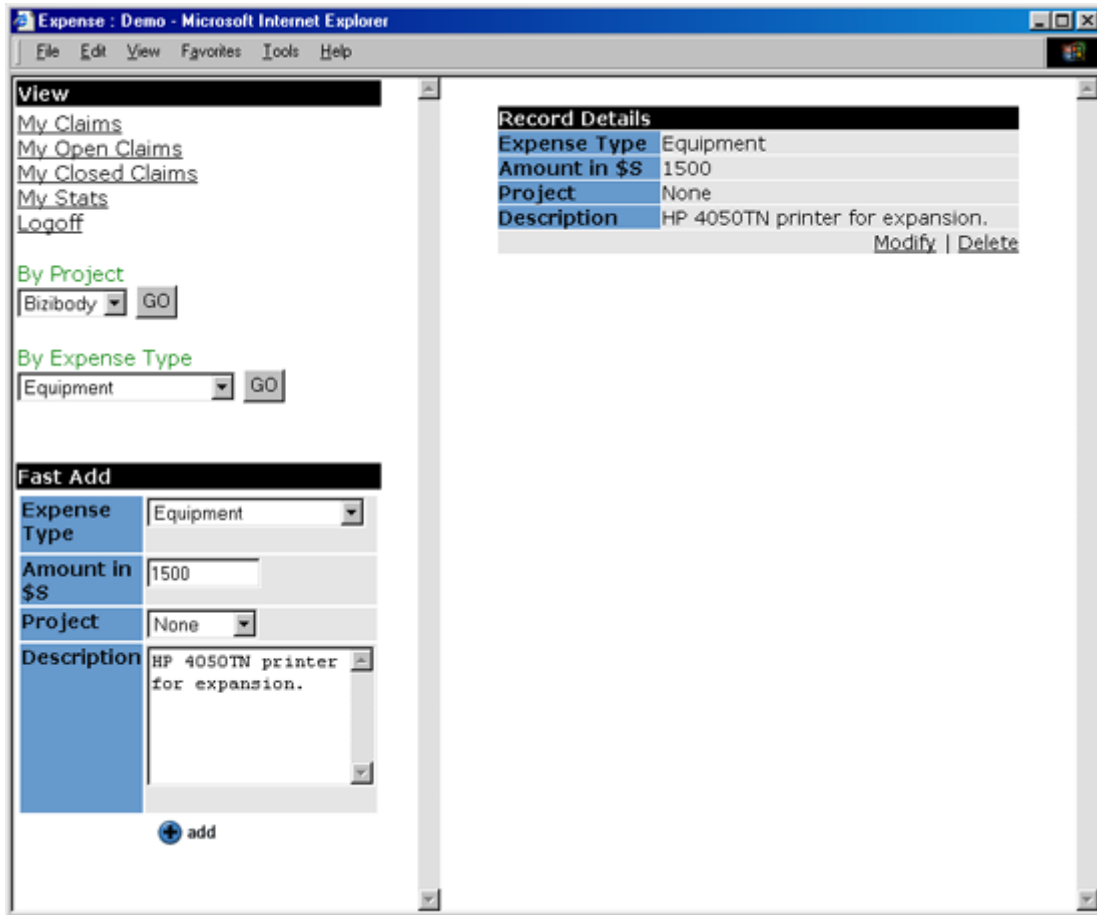 Expense : Demo - Microsoft Internet Explorer
File Edit View Favorites Tools Help
View
My Claims
My Open Claims
My Closed Claims
My Stats
Logoff
By Project
Bizibody GO
By Expense Type
Equipment GO
Fast Add
Expense Type Equipment
Amount in $S 1500
Project None
Description HP 4050TN printer
for expansion.
add
Record Details
Expense Type Equipment
Amount in $S 1500
Project None
Description HP 4050TN printer for expansion.
Modify | Delete